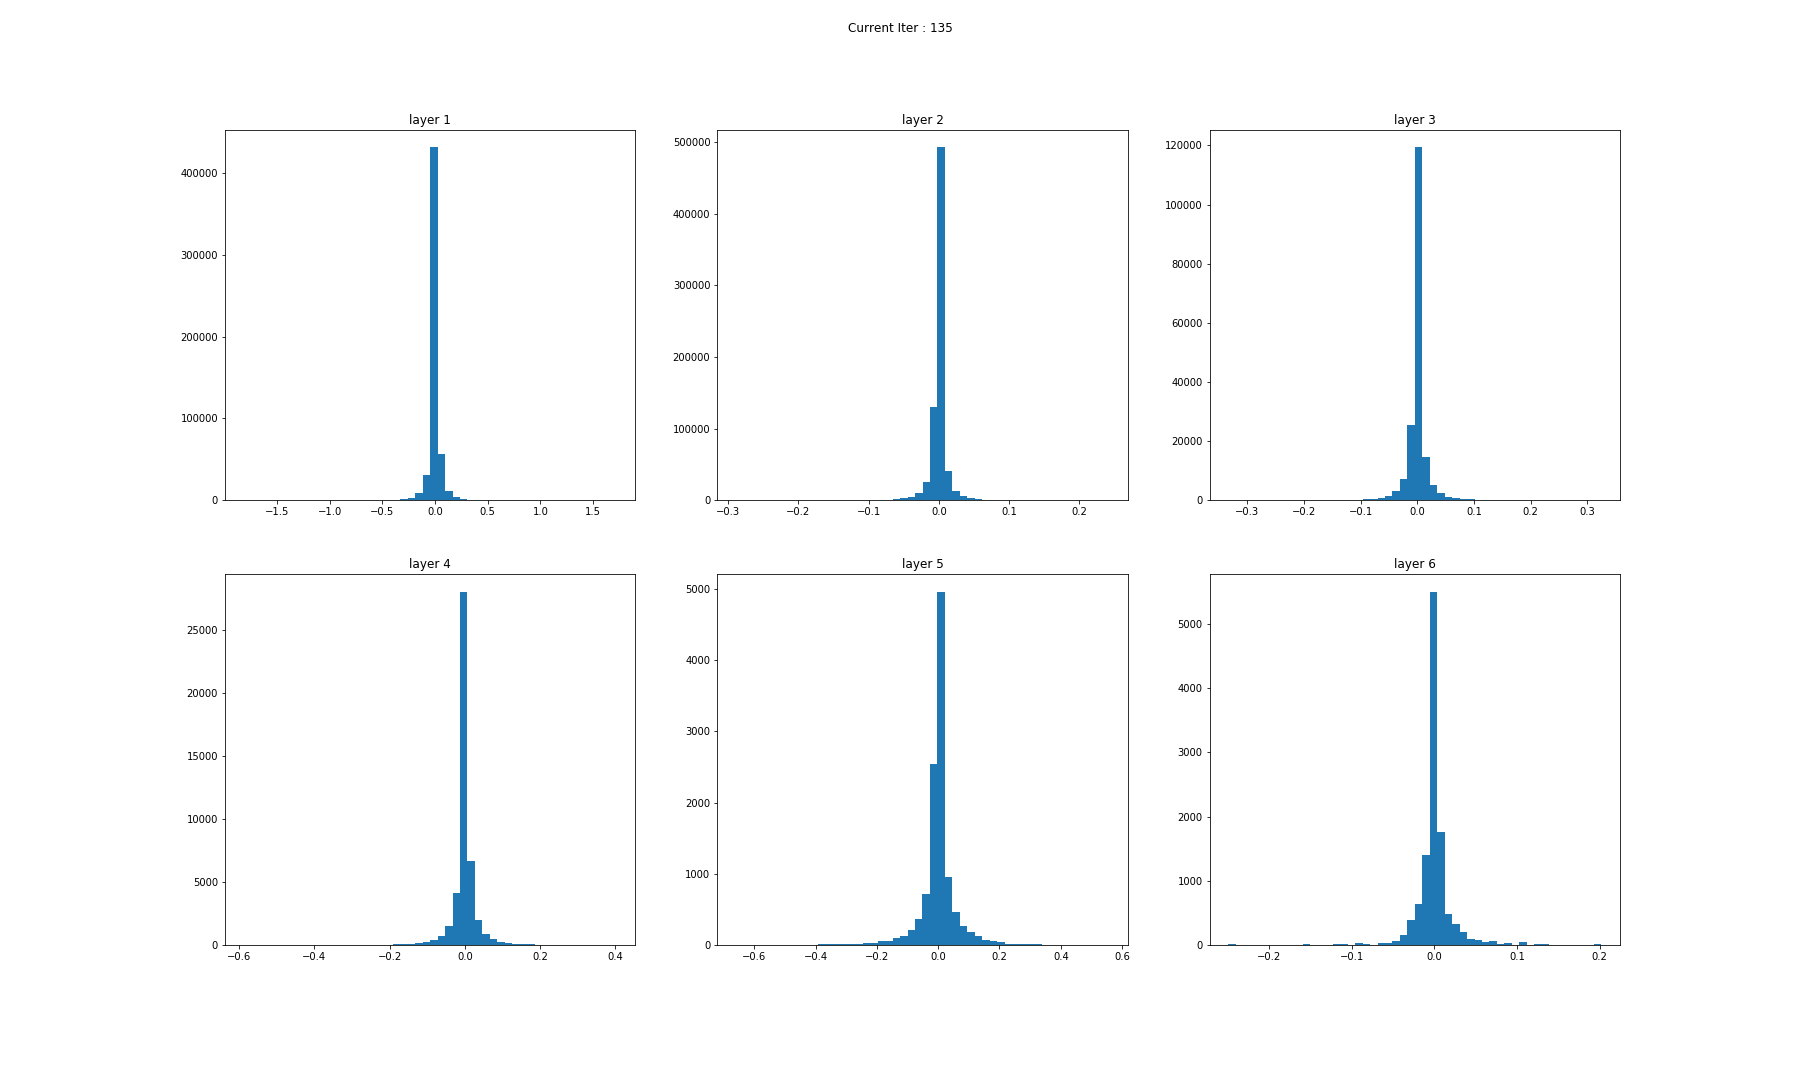 Current Iter : 135
layer 1
layer 2
layer 3
400000
300000
200000
100000
0
−1.5 −1.0 −0.5 0.0 0.5 1.0 1.5
500000
400000
300000
200000
100000
0
−0.3 −0.2 −0.1 0.0 0.1 0.2
120000
100000
80000
60000
40000
20000
0
−0.3 −0.2 −0.1 0.0 0.1 0.2 0.3
layer 4
layer 5
layer 6
25000
20000
15000
10000
5000
0
−0.6 −0.4 −0.2 0.0 0.2 0.4
5000
4000
3000
2000
1000
0
−0.6 −0.4 −0.2 0.0 0.2 0.4 0.6
5000
4000
3000
2000
1000
0
−0.2 −0.1 0.0 0.1 0.2